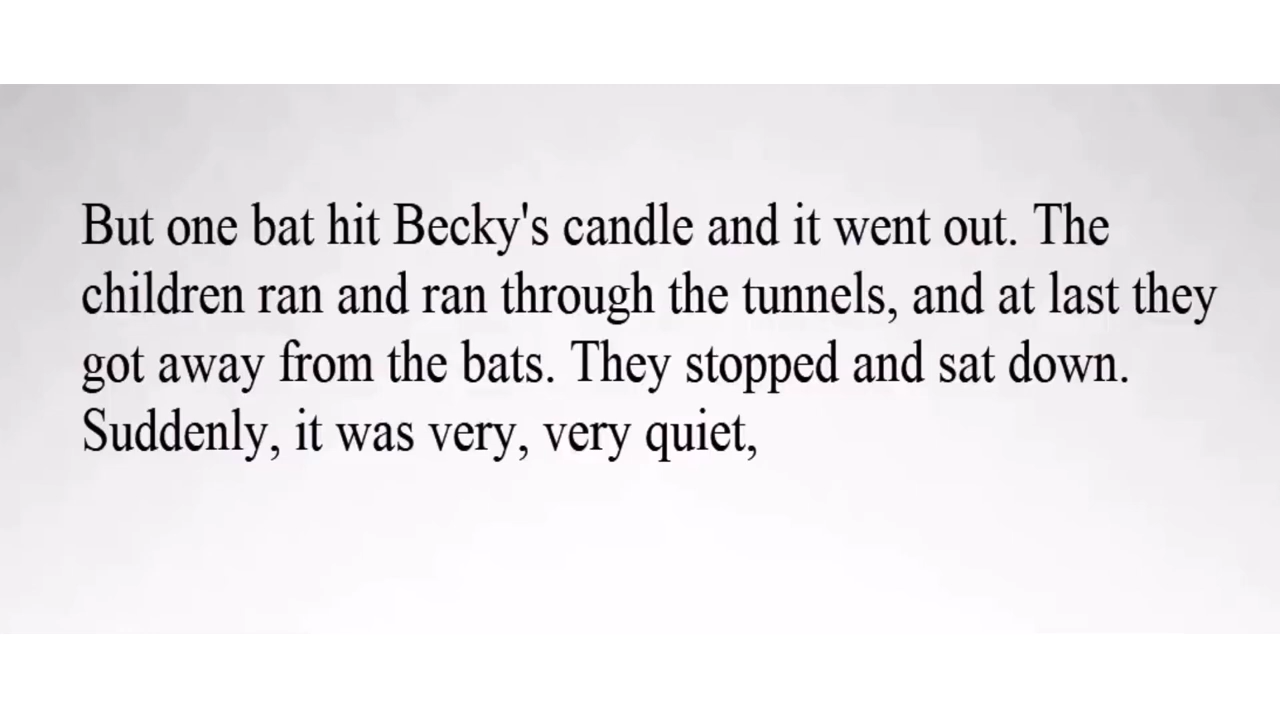 But one bat hit Becky's candle and it went out. The
children ran and ran through the tunnels, and at last they
got away from the bats. They stopped and sat down.
Suddenly, it was very, very quiet,